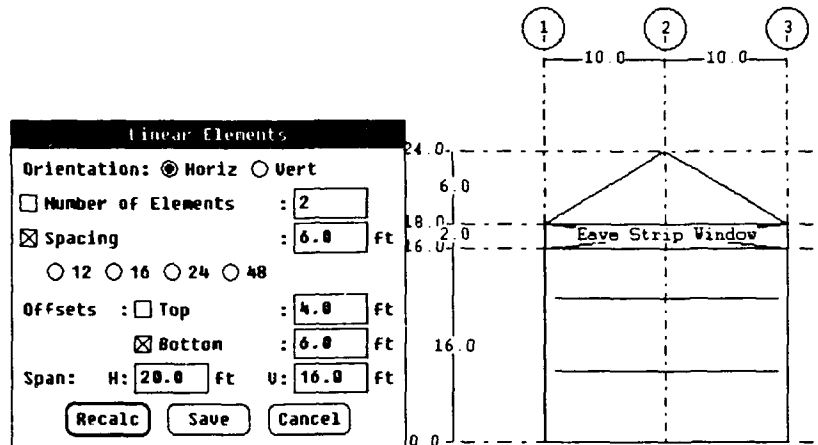 Linear Elements
Orientation: Horiz Vert
Number of Elements : 2
Spacing : 6.0 ft
12 16 24 48
Offsets : Top : 4.0 ft
Bottom : 6.0 ft
Span: H: 20.0 ft V: 16.0 ft
Recalc Save Cancel
1 2 3
10.0 10.0
24.0
6.0
18.0
2.0 Eave Strip Window
16.0
16.0
0.0